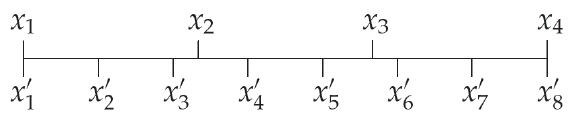 x₁ x₂ x₃ x₄
x′₁ x′₂ x′₃ x′₄ x′₅ x′₆ x′₇ x′₈